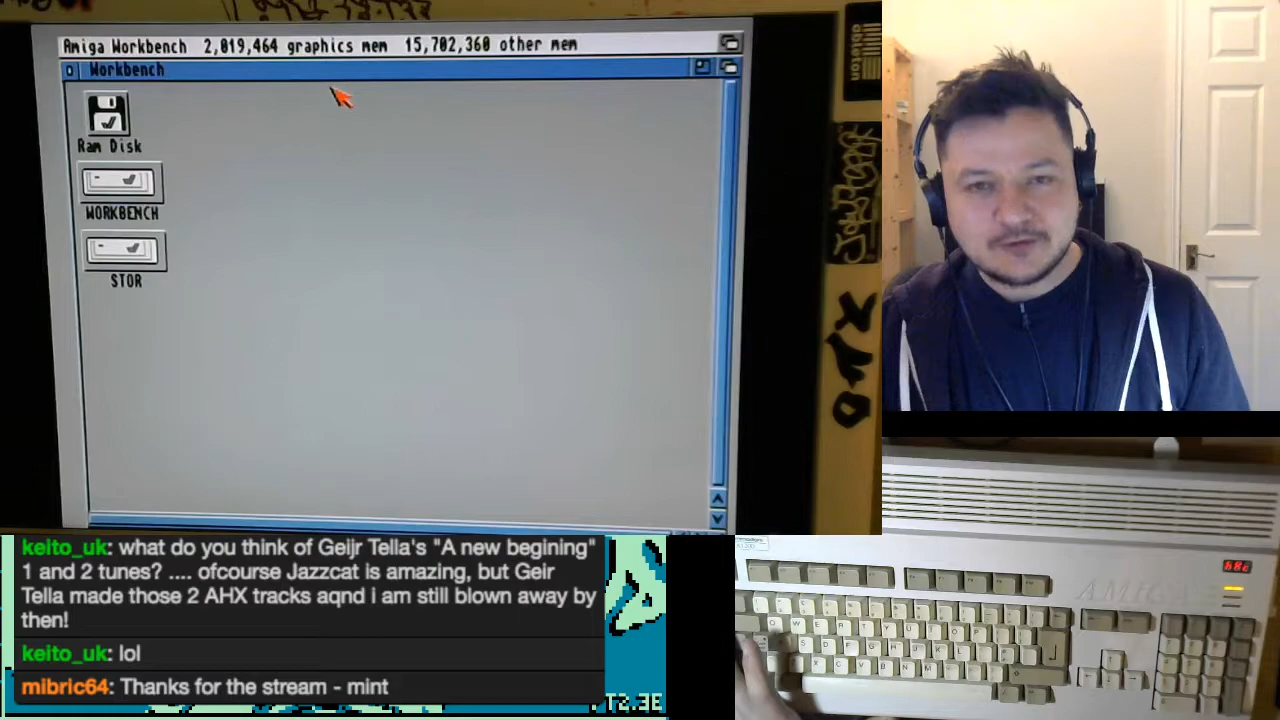 Amiga Workbench 2,019,464 graphics mem 15,702,360 other mem
Workbench
Ram Disk
WORKBENCH
STOR
ableton
AMIGA
keito_uk: what do you think of Geijr Tella's "A new begining"
1 and 2 tunes? .... ofcourse Jazzcat is amazing, but Geir
Tella made those 2 AHX tracks aqnd i am still blown away by
then!
keito_uk: lol
mibric64: Thanks for the stream - mint